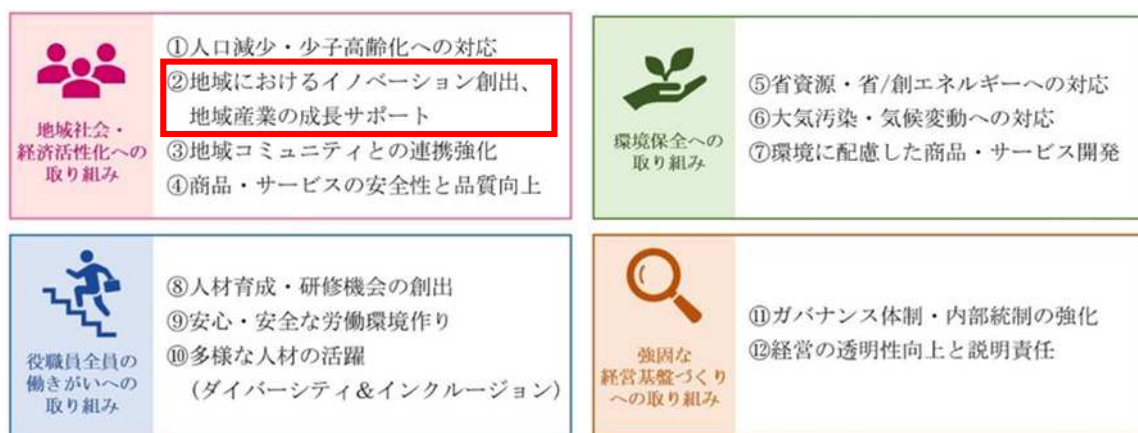 地域社会・
経済活性化への
取り組み
①人口減少・少子高齢化への対応
②地域におけるイノベーション創出、
地域産業の成長サポート
③地域コミュニティとの連携強化
④商品・サービスの安全性と品質向上
環境保全への
取り組み
⑤省資源・省/創エネルギーへの対応
⑥大気汚染・気候変動への対応
⑦環境に配慮した商品・サービス開発
役職員全員の
働きがいへの
取り組み
⑧人材育成・研修機会の創出
⑨安心・安全な労働環境作り
⑩多様な人材の活躍
(ダイバーシティ&インクルージョン)
強固な
経営基盤づくり
への取り組み
⑪ガバナンス体制・内部統制の強化
⑫経営の透明性向上と説明責任